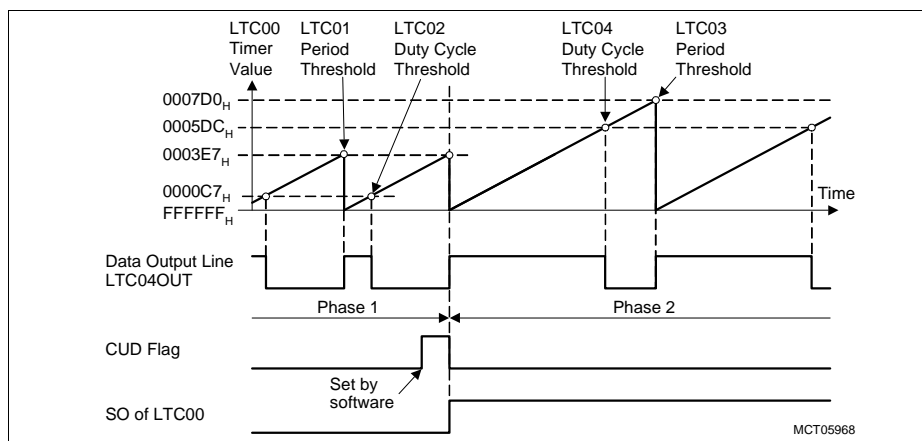 LTC00
Timer
Value
LTC01
Period
Threshold
LTC02
Duty Cycle
Threshold
LTC04
Duty Cycle
Threshold
LTC03
Period
Threshold
0007D0H
0005DCH
0003E7H
0000C7H
FFFFFFH
Time
Data Output Line
LTC04OUT
Phase 1
Phase 2
CUD Flag
Set by
software
SO of LTC00
MCT05968